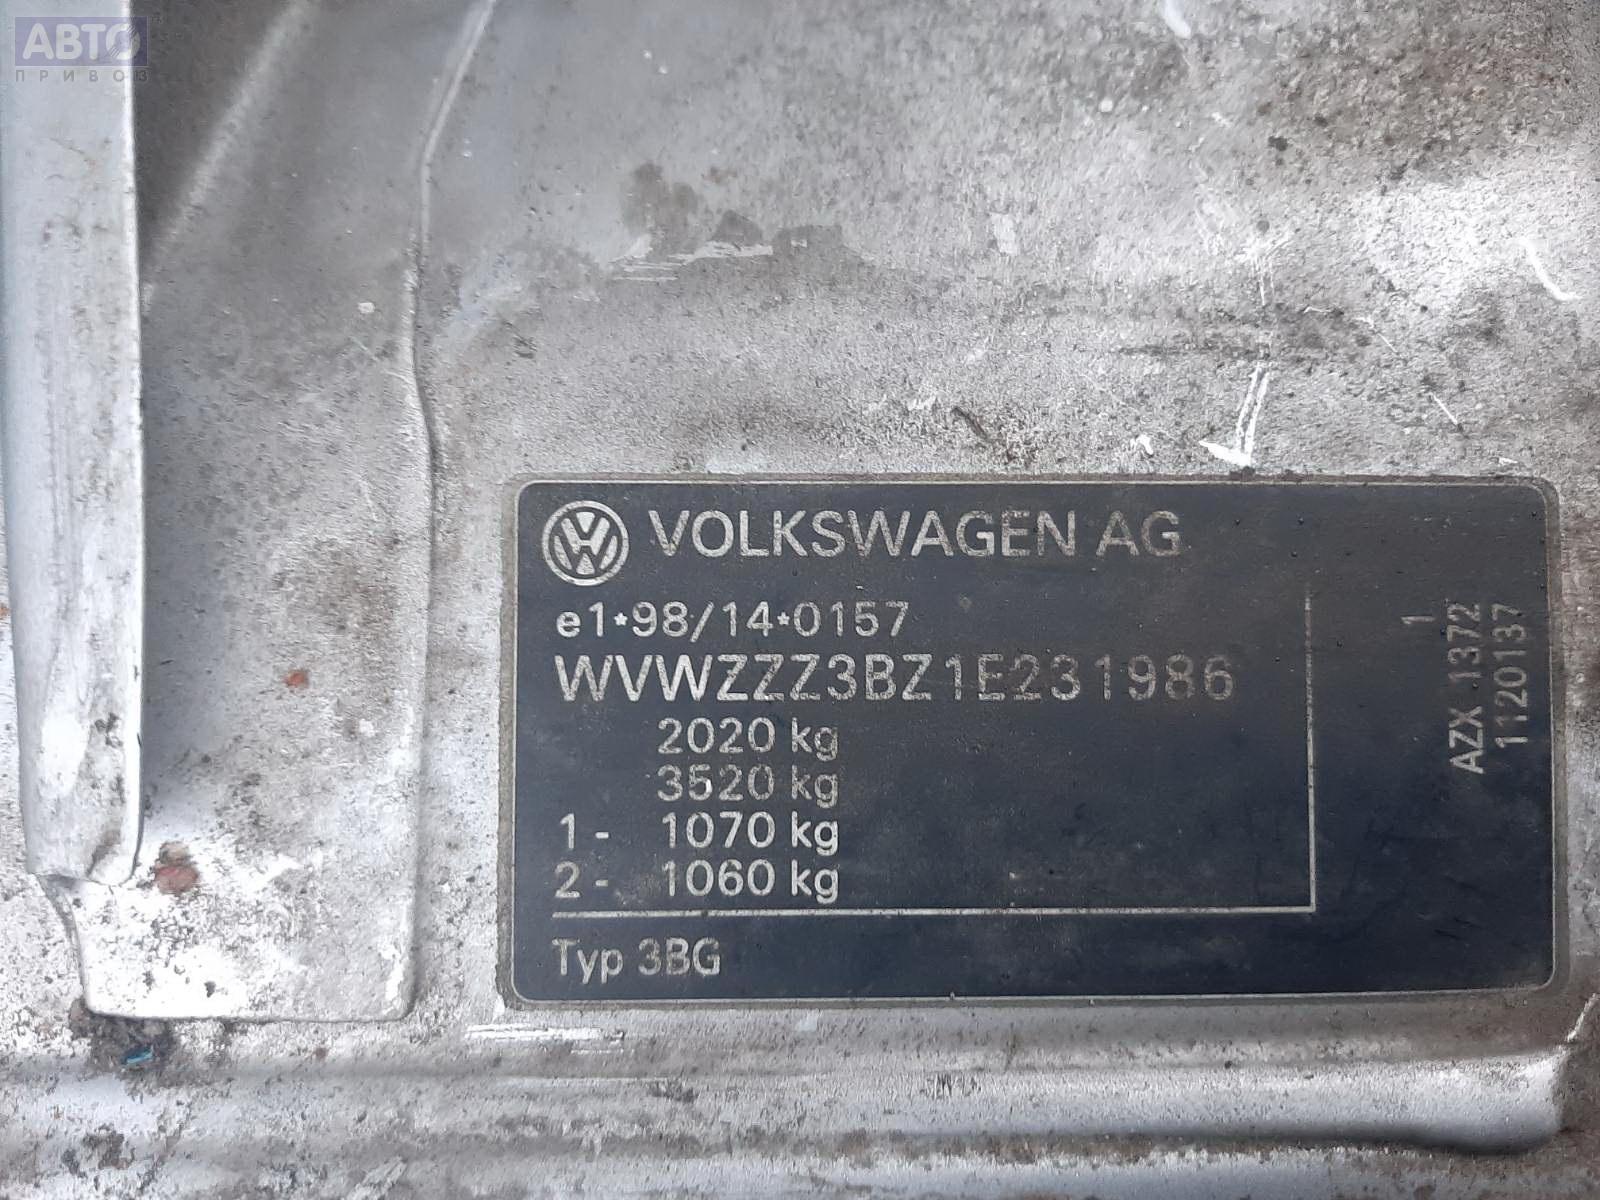 АВТО
ПРИВОЗ
VOLKSWAGEN AG
e1*98/14*0157
WVWZZZ3BZ1E231986
2020 kg
3520 kg
1- 1070 kg
2- 1060 kg
Typ 3BG
1
AZX 1372
1120137